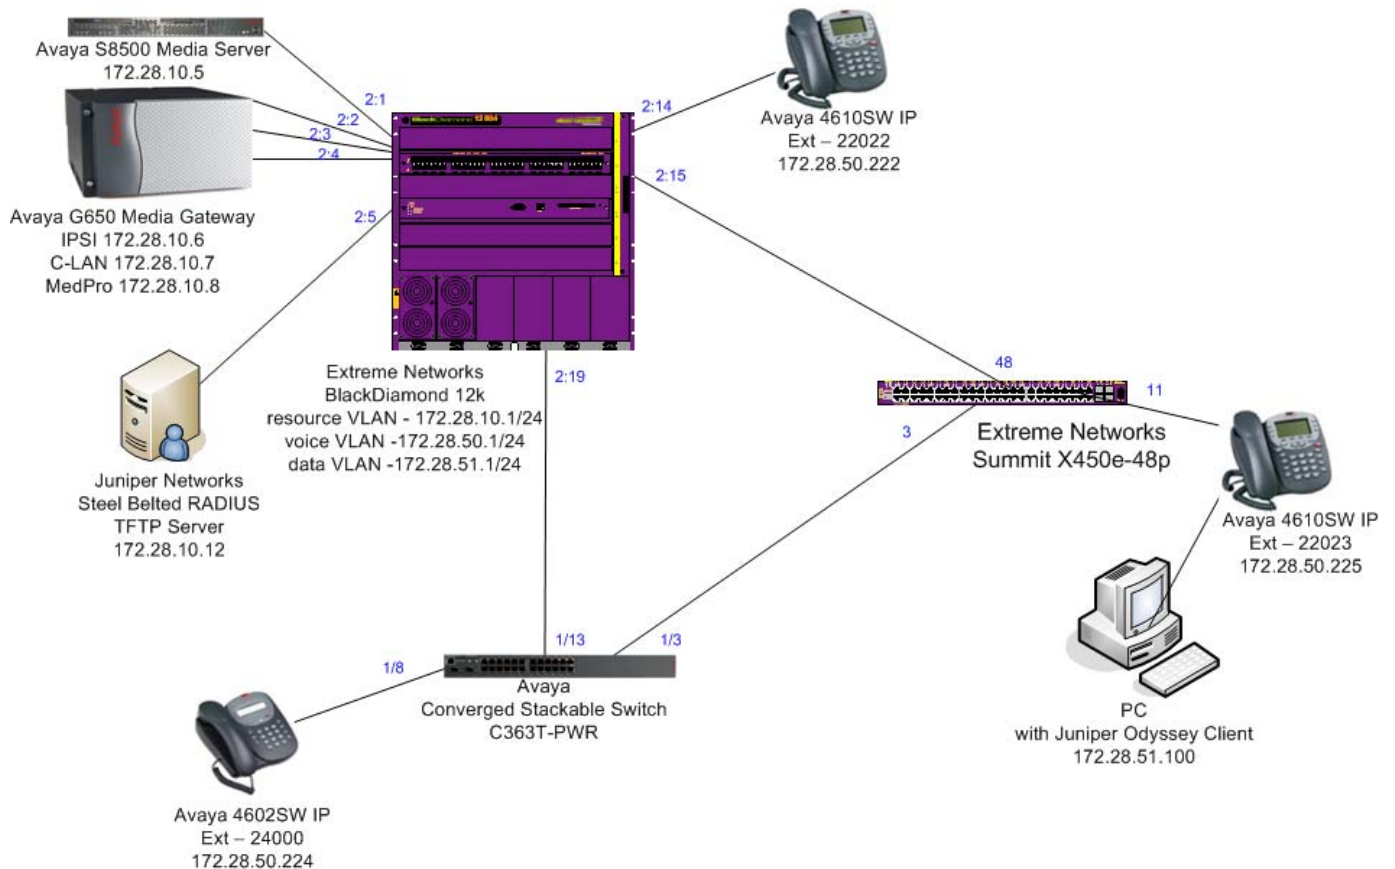 Avaya S8500 Media Server
172.28.10.5
2:1
2:2
2:3
2:4
Avaya G650 Media Gateway
IPSI 172.28.10.6
C-LAN 172.28.10.7
MedPro 172.28.10.8
2:5
BlackDiamond
2:14
Avaya 4610SW IP
Ext – 22022
172.28.50.222
2:15
Extreme Networks
BlackDiamond 12k
resource VLAN - 172.28.10.1/24
voice VLAN -172.28.50.1/24
data VLAN -172.28.51.1/24
2:19
Juniper Networks
Steel Belted RADIUS
TFTP Server
172.28.10.12
48
11
3
Extreme Networks
Summit X450e-48p
Avaya 4610SW IP
Ext – 22023
172.28.50.225
1/13
1/3
1/8
Avaya
Converged Stackable Switch
C363T-PWR
PC
with Juniper Odyssey Client
172.28.51.100
Avaya 4602SW IP
Ext – 24000
172.28.50.224